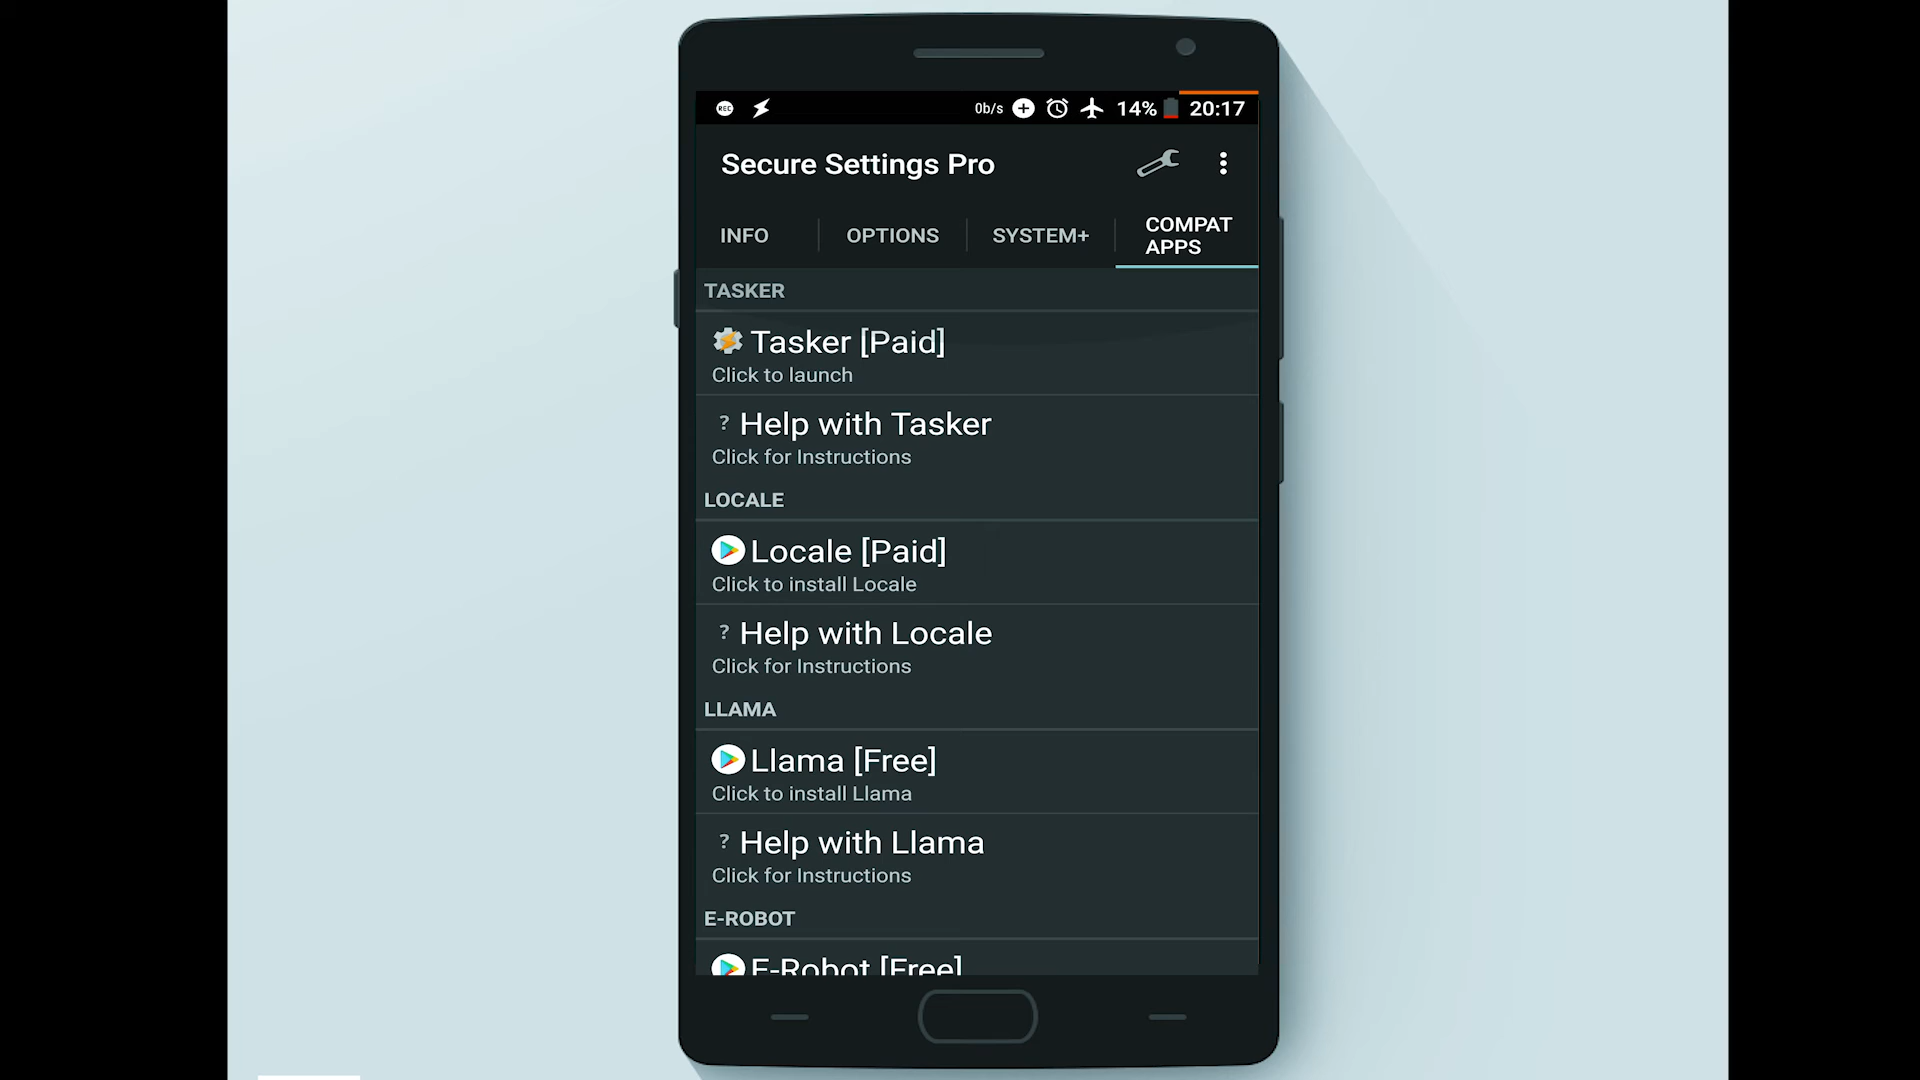 REC 0b/s 14% 20:17
Secure Settings Pro
INFO OPTIONS SYSTEM+ COMPAT APPS
TASKER
Tasker [Paid]
Click to launch
? Help with Tasker
Click for Instructions
LOCALE
Locale [Paid]
Click to install Locale
? Help with Locale
Click for Instructions
LLAMA
Llama [Free]
Click to install Llama
? Help with Llama
Click for Instructions
E-ROBOT
E-Robot [Free]